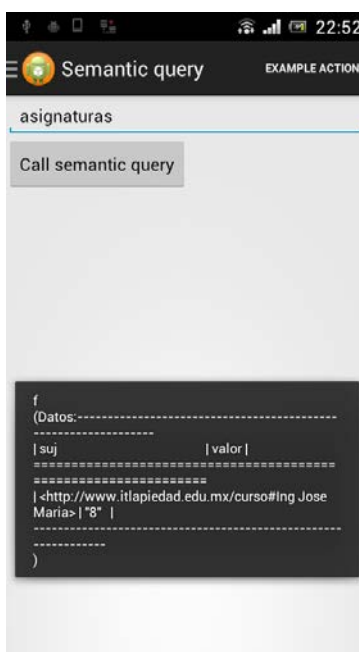 22:52
Semantic query EXAMPLE ACTION
asignaturas
Call semantic query
f
(Datos:-------------------------------------------
--------------------
| suj | valor |
========================================
=======================
| <http://www.itlapiedad.edu.mx/curso#Ing Jose
Maria> | "8" |
--------------------------------------------------
------------
)